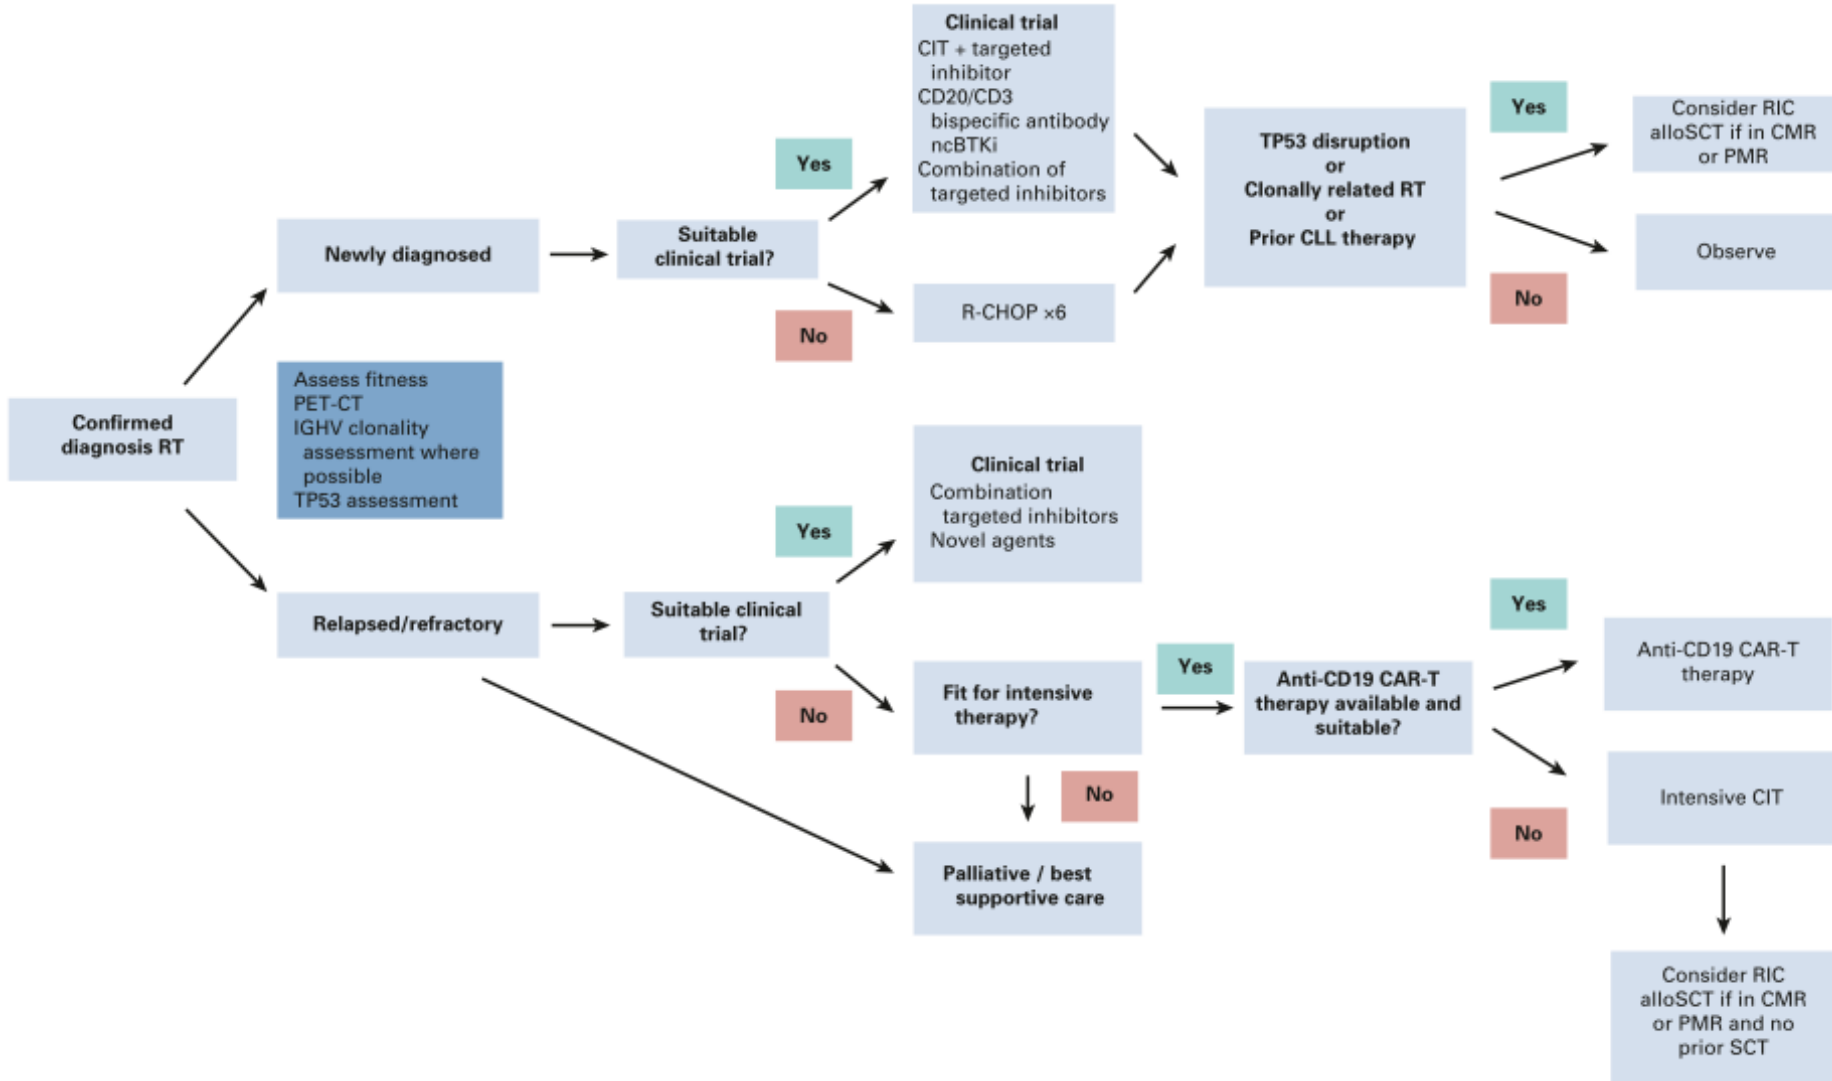 Confirmed
diagnosis RT
Newly diagnosed
Assess fitness
PET-CT
IGHV clonality
assessment where
possible
TP53 assessment
Relapsed/refractory
Suitable
clinical trial?
Yes
No
Clinical trial
CIT + targeted
inhibitor
CD20/CD3
bispecific antibody
ncBTKi
Combination of
targeted inhibitors
R-CHOP ×6
TP53 disruption
or
Clonally related RT
or
Prior CLL therapy
Yes
No
Consider RIC
alloSCT if in CMR
or PMR
Observe
Suitable clinical
trial?
Yes
No
Clinical trial
Combination
targeted inhibitors
Novel agents
Fit for intensive
therapy?
Yes
No
Palliative / best
supportive care
Anti-CD19 CAR-T
therapy available and
suitable?
Yes
No
Anti-CD19 CAR-T
therapy
Intensive CIT
Consider RIC
alloSCT if in CMR
or PMR and no
prior SCT